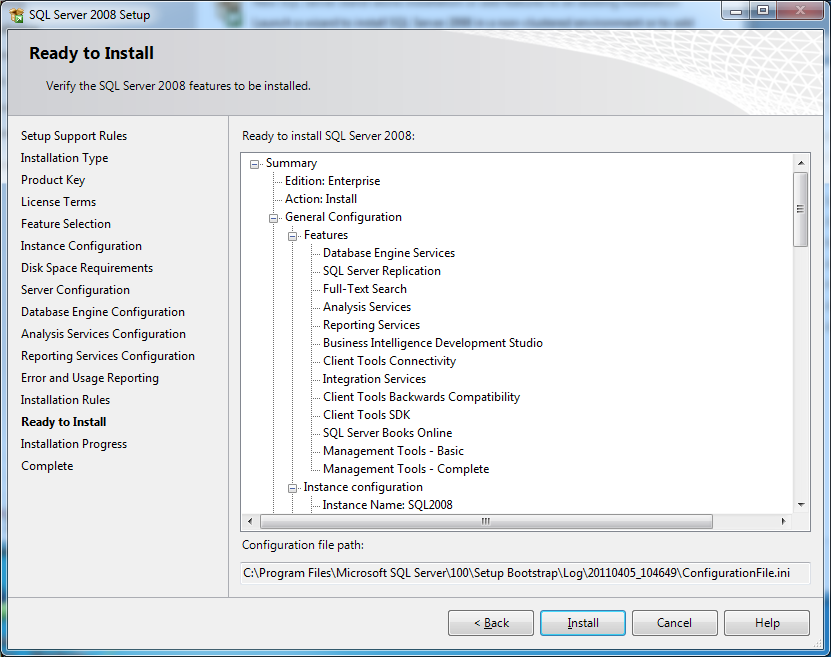 SQL Server 2008 Setup
Ready to Install
Verify the SQL Server 2008 features to be installed.
Setup Support Rules
Installation Type
Product Key
License Terms
Feature Selection
Instance Configuration
Disk Space Requirements
Server Configuration
Database Engine Configuration
Analysis Services Configuration
Reporting Services Configuration
Error and Usage Reporting
Installation Rules
Ready to Install
Installation Progress
Complete
Ready to install SQL Server 2008:
Summary
Edition: Enterprise
Action: Install
General Configuration
Features
Database Engine Services
SQL Server Replication
Full-Text Search
Analysis Services
Reporting Services
Business Intelligence Development Studio
Client Tools Connectivity
Integration Services
Client Tools Backwards Compatibility
Client Tools SDK
SQL Server Books Online
Management Tools - Basic
Management Tools - Complete
Instance configuration
Instance Name: SQL2008
Configuration file path:
C:\Program Files\Microsoft SQL Server\100\Setup Bootstrap\Log\20110405_104649\ConfigurationFile.ini
< Back
Install
Cancel
Help